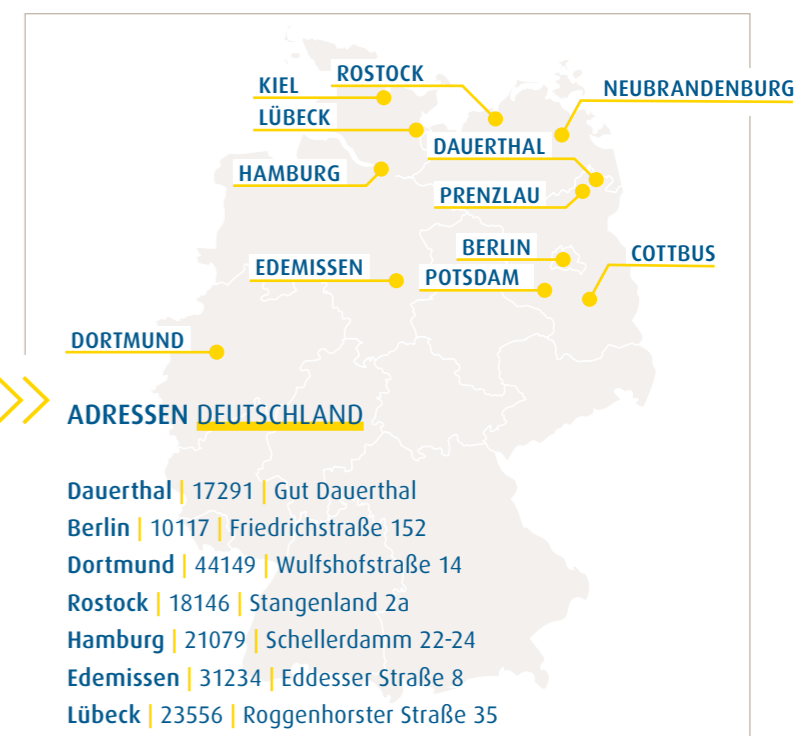 ROSTOCK
KIEL
NEUBRANDENBURG
LÜBECK
DAUERTHAL
HAMBURG
PRENZLAU
BERLIN
COTTBUS
EDEMISSEN
POTSDAM
DORTMUND
ADRESSEN DEUTSCHLAND
Dauerthal | 17291 | Gut Dauerthal
Berlin | 10117 | Friedrichstraße 152
Dortmund | 44149 | Wulfshofstraße 14
Rostock | 18146 | Stangenland 2a
Hamburg | 21079 | Schellerdamm 22-24
Edemissen | 31234 | Eddesser Straße 8
Lübeck | 23556 | Roggenhorster Straße 35